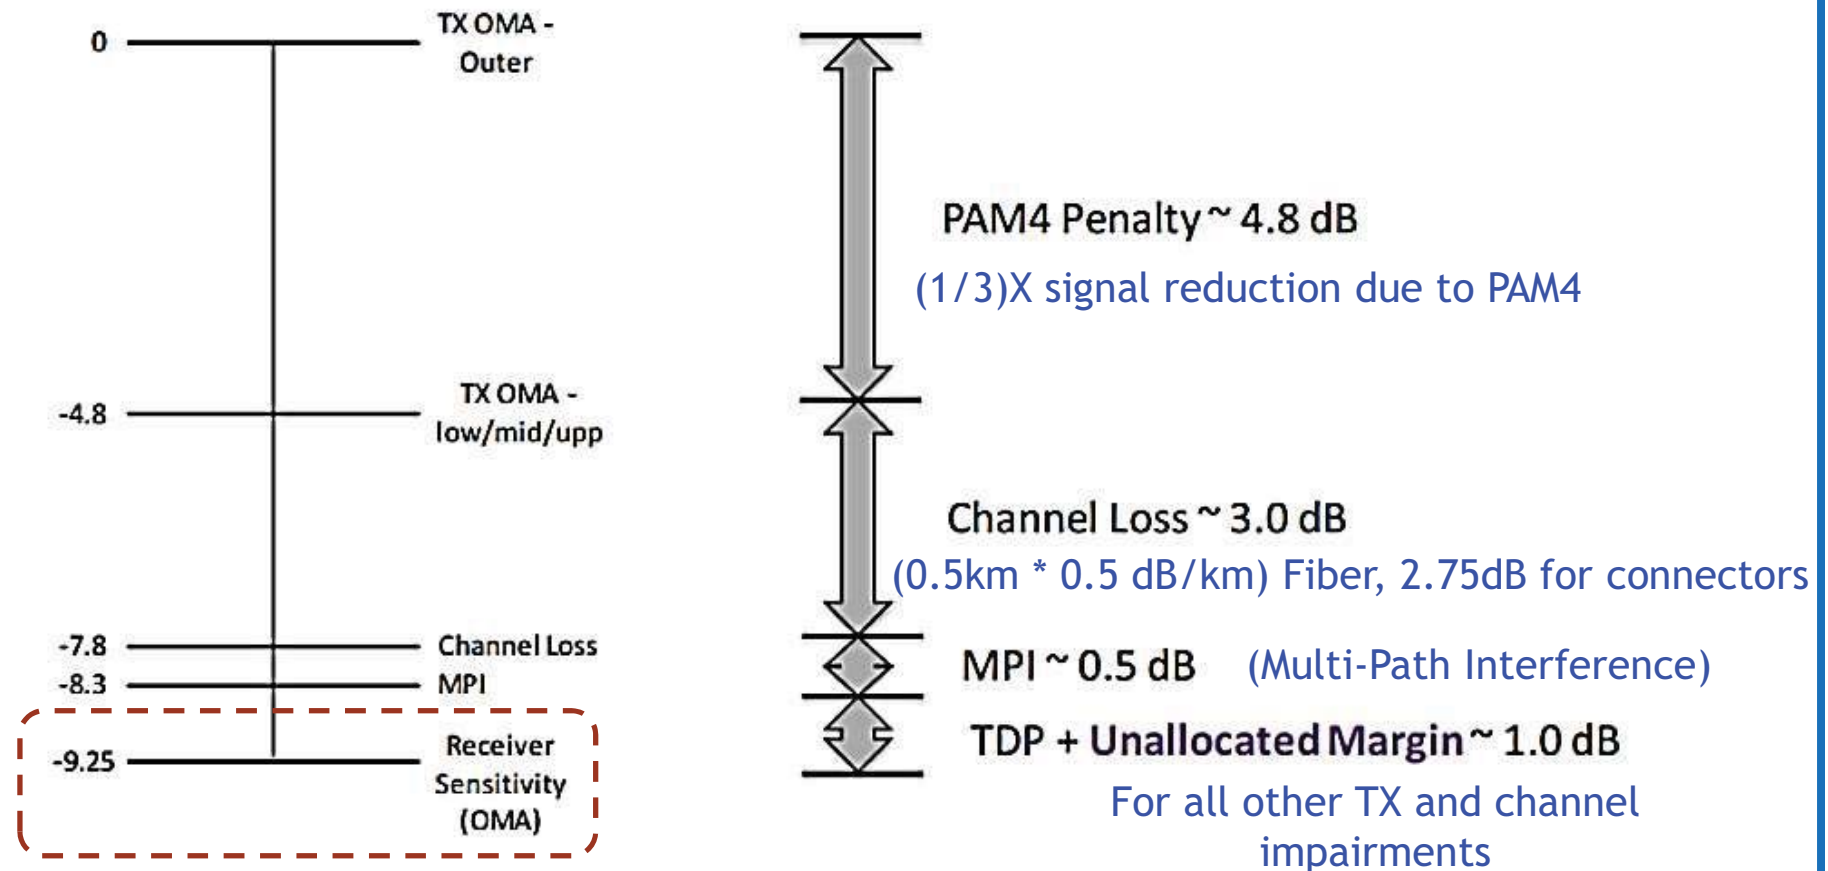 0
TX OMA -
Outer
PAM4 Penalty ~ 4.8 dB
(1/3)X signal reduction due to PAM4
-4.8
TX OMA -
low/mid/upp
Channel Loss ~ 3.0 dB
(0.5km * 0.5 dB/km) Fiber, 2.75dB for connectors
-7.8
Channel Loss
-8.3
MPI
MPI ~ 0.5 dB (Multi-Path Interference)
-9.25
Receiver
Sensitivity
(OMA)
TDP + Unallocated Margin ~ 1.0 dB
For all other TX and channel
impairments